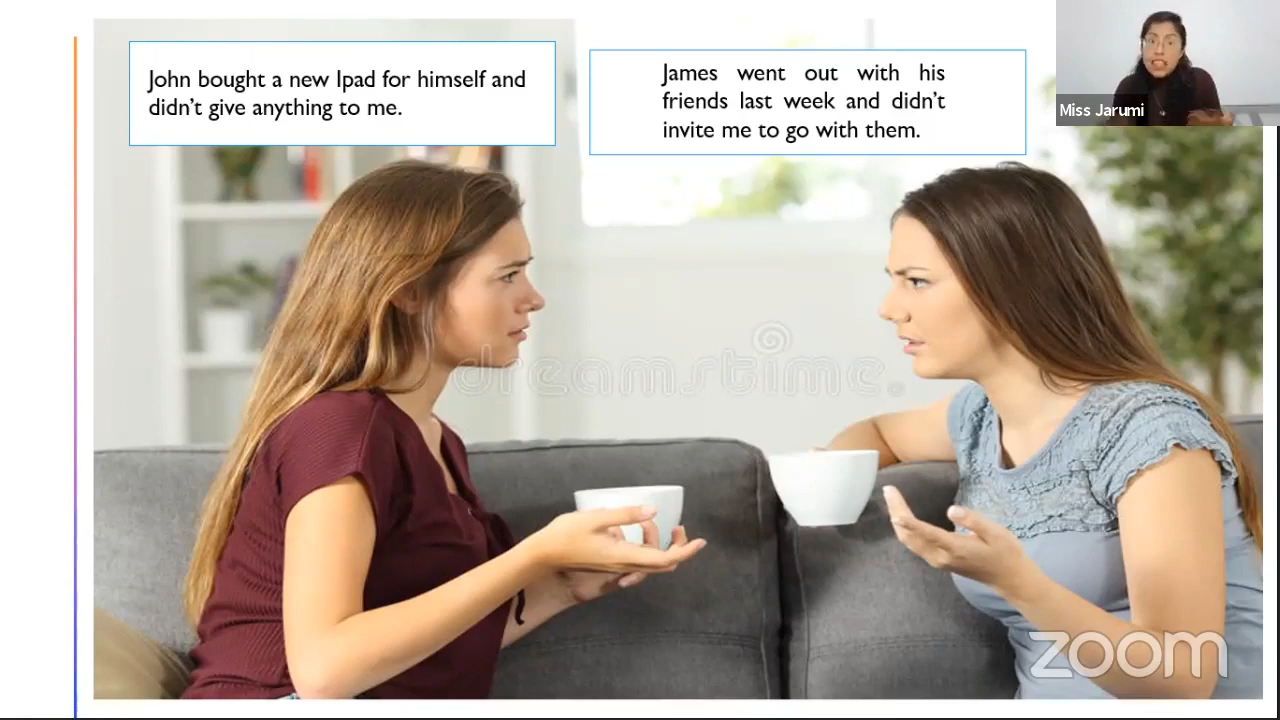 John bought a new Ipad for himself and
didn't give anything to me.
James went out with his
friends last week and didn't
invite me to go with them.
Miss Jarumi
dreamstime.
zoom